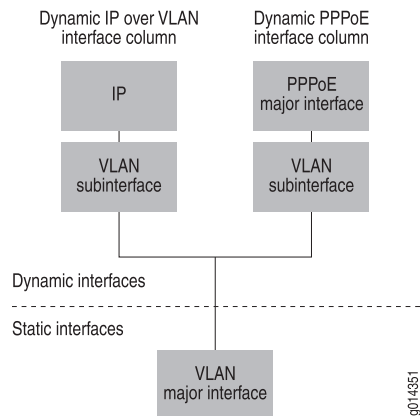 Dynamic IP over VLAN
interface column
Dynamic PPPoE
interface column
IP
PPPoE
major interface
VLAN
subinterface
VLAN
subinterface
Dynamic interfaces
Static interfaces
VLAN
major interface
g014351